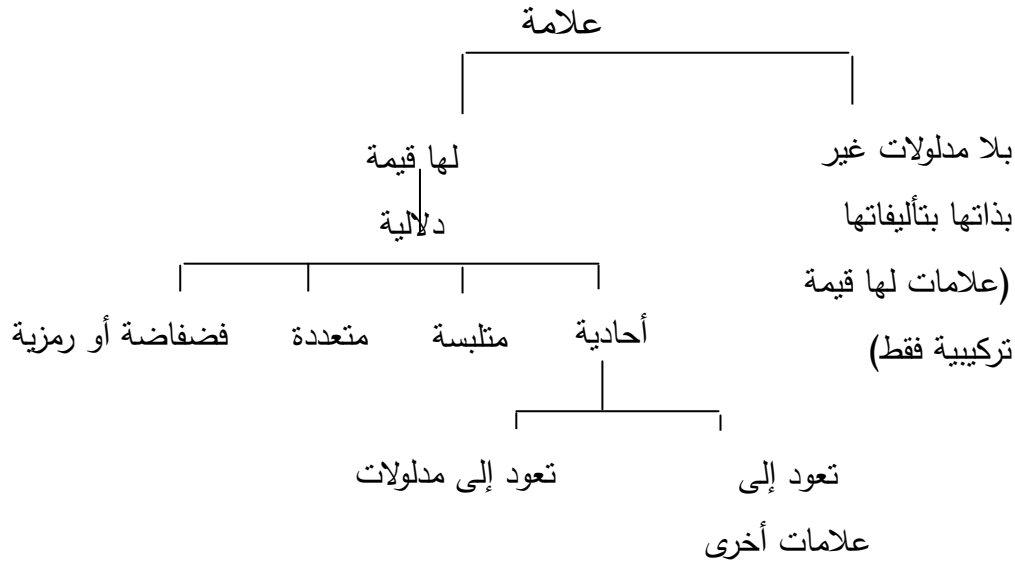 علامة
بلا مدلولات غير
بذاتها بتأليفاتها
(علامات لها قيمة
تركيبية فقط)
لها قيمة
دلالية
أحادية
متلبسة
متعددة
فضفاضة أو رمزية
تعود إلى
علامات أخرى
تعود إلى مدلولات